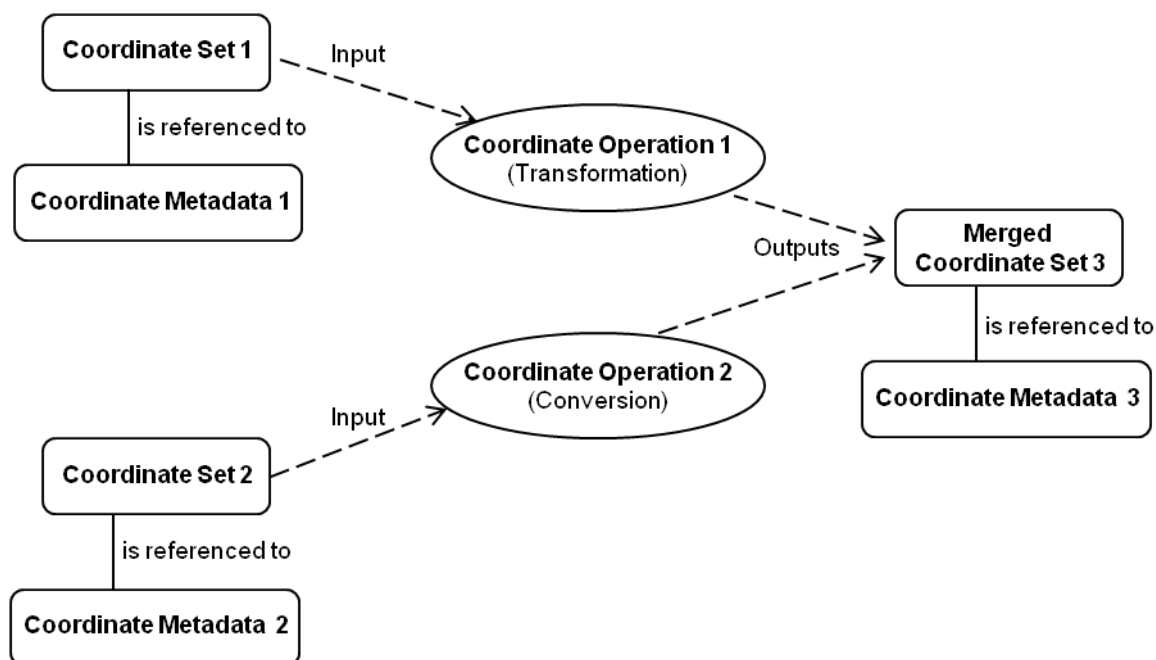 Coordinate Set 1
Input
is referenced to
Coordinate Metadata 1
Coordinate Operation 1
(Transformation)
Outputs
Merged
Coordinate Set 3
is referenced to
Coordinate Metadata 3
Coordinate Operation 2
(Conversion)
Input
Coordinate Set 2
is referenced to
Coordinate Metadata 2